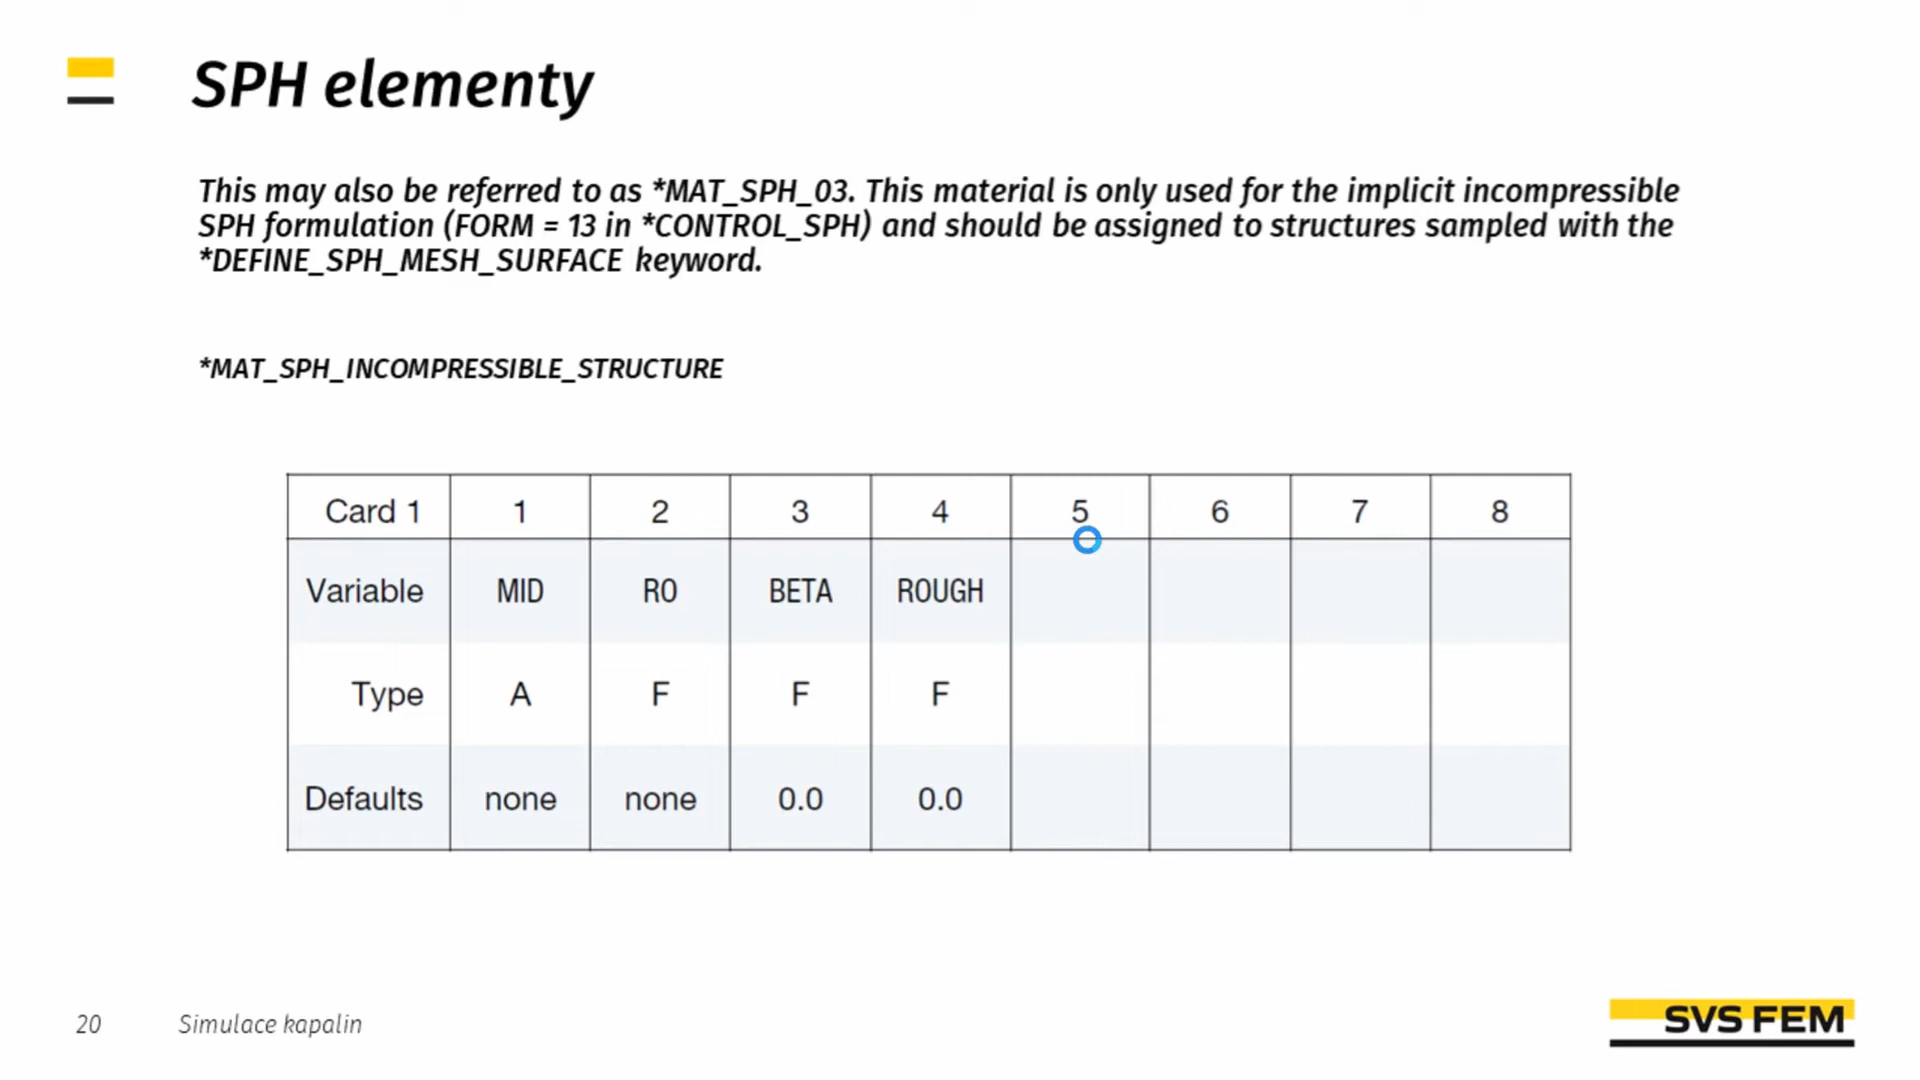 SPH elementy
This may also be referred to as *MAT_SPH_03. This material is only used for the implicit incompressible
SPH formulation (FORM = 13 in *CONTROL_SPH) and should be assigned to structures sampled with the
*DEFINE_SPH_MESH_SURFACE keyword.
*MAT_SPH_INCOMPRESSIBLE_STRUCTURE
Card 1 1 2 3 4 5 6 7 8
Variable MID RO BETA ROUGH
Type A F F F
Defaults none none 0.0 0.0
20 Simulace kapalin
SVS FEM